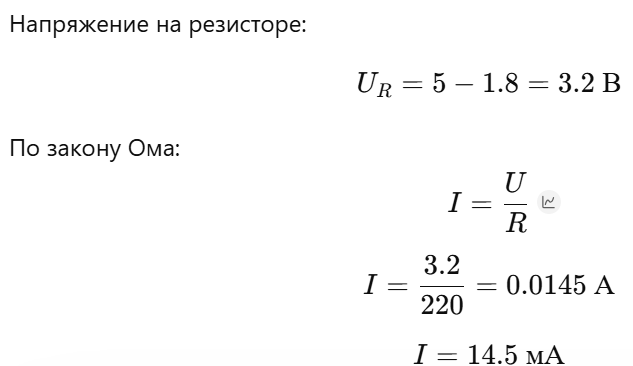 Напряжение на резисторе:
U_R = 5 − 1.8 = 3.2 В
По закону Ома:
I = U/R
I = 3.2/220 = 0.0145 А
I = 14.5 мА